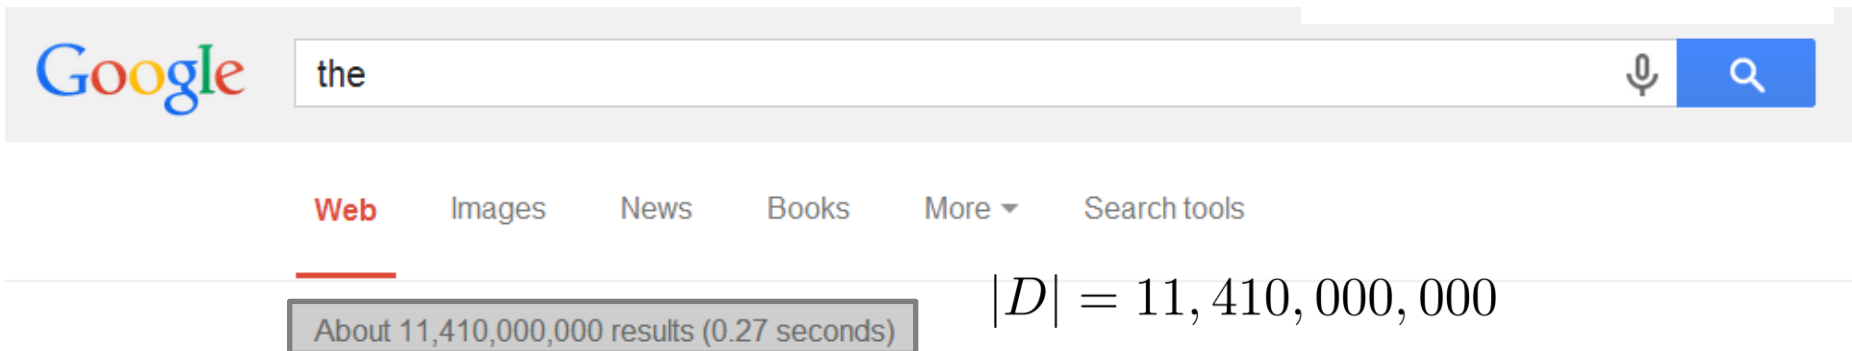 Google the
Web Images News Books More Search tools
About 11,410,000,000 results (0.27 seconds)
|D| = 11, 410, 000, 000